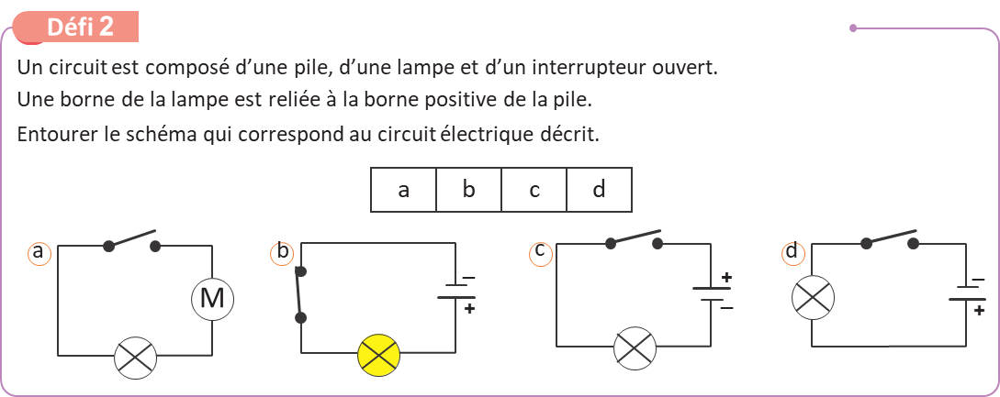 Défi 2
Un circuit est composé d’une pile, d’une lampe et d’un interrupteur ouvert.
Une borne de la lampe est reliée à la borne positive de la pile.
Entourer le schéma qui correspond au circuit électrique décrit.
a b c d
a b c d
M
– +
+ –
– +